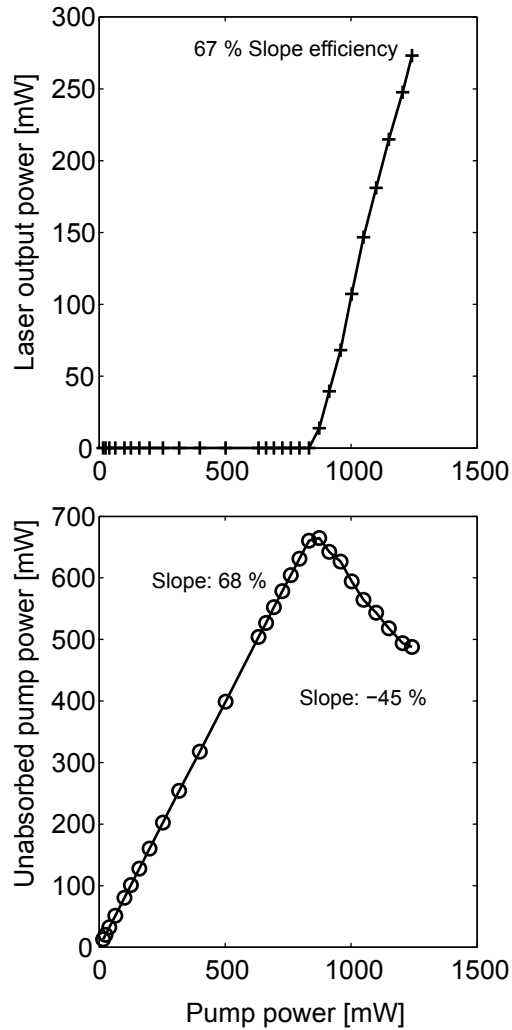 300
67 % Slope efficiency
250
200
150
100
50
0
0 500 1000 1500
Laser output power [mW]
700
600
Slope: 68 %
500
400
Slope: −45 %
300
200
100
0
0 500 1000 1500
Unabsorbed pump power [mW]
Pump power [mW]